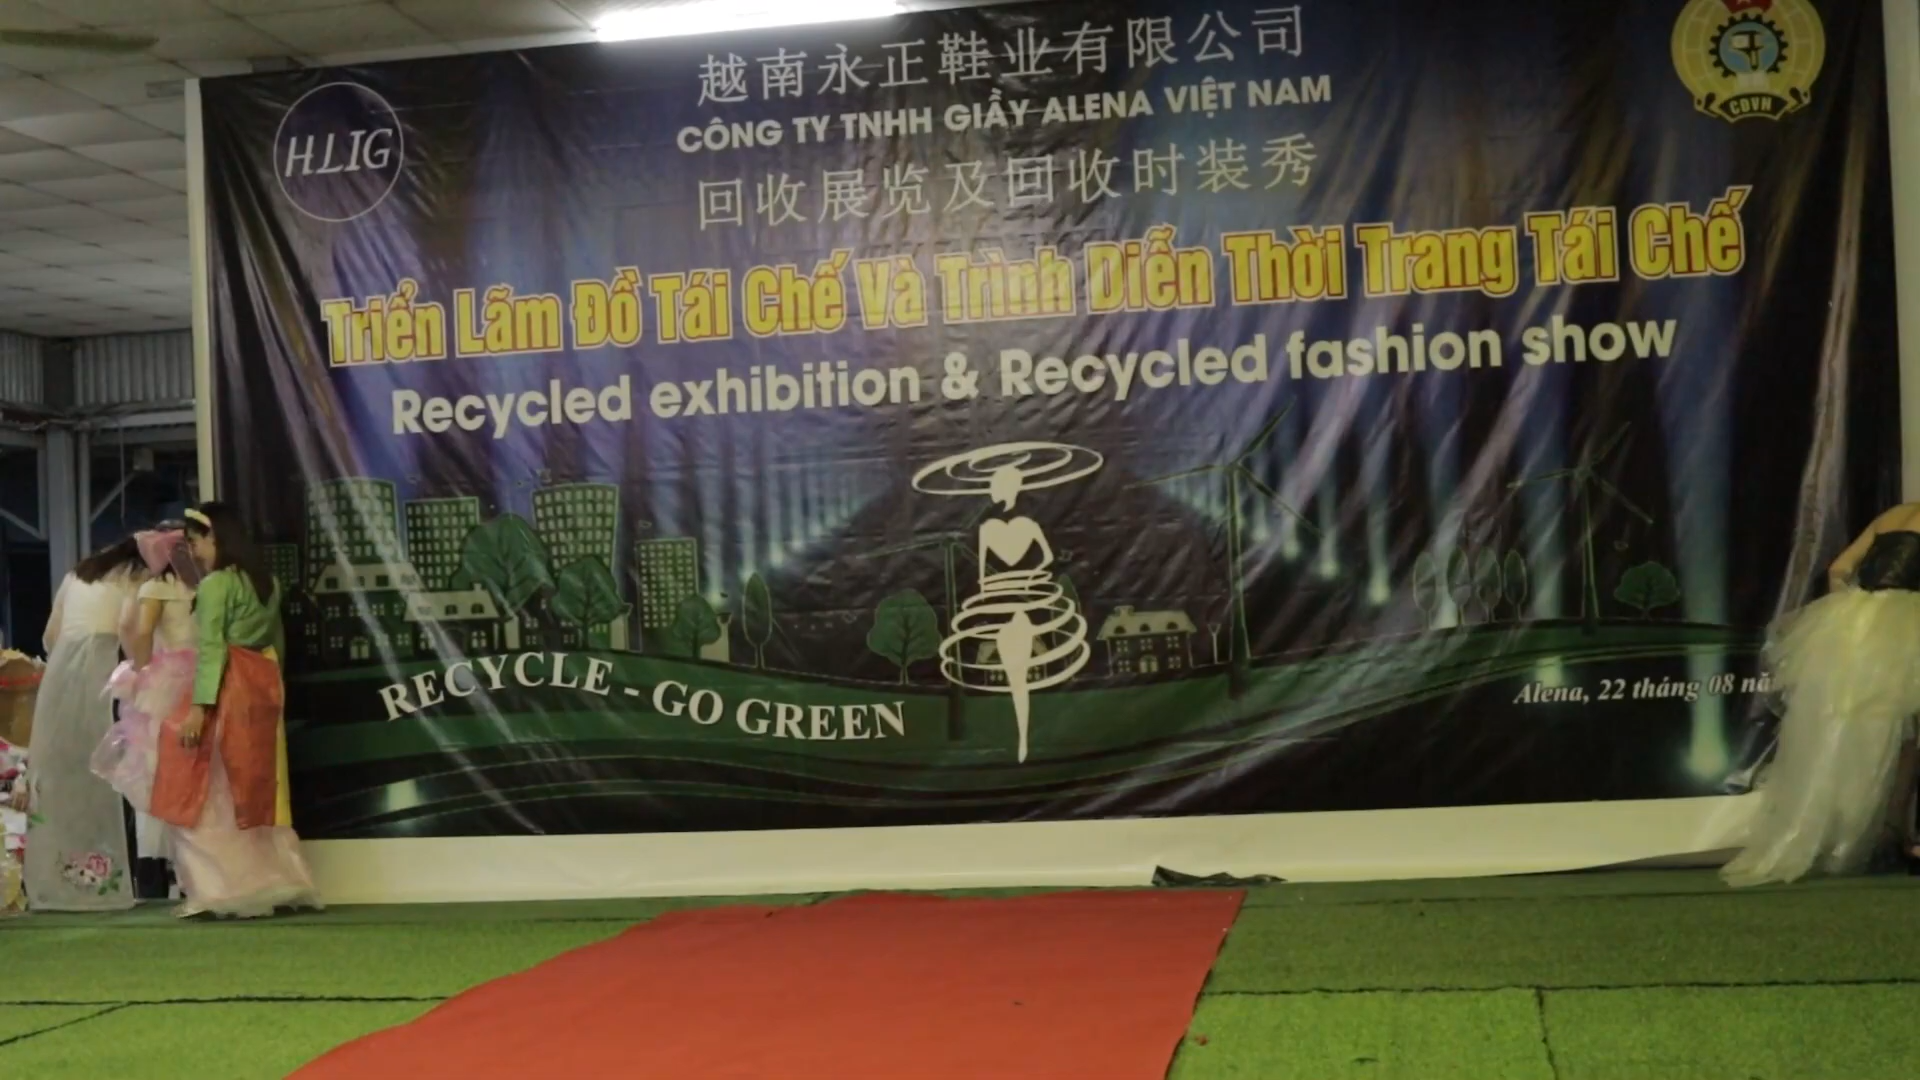 越南永正鞋业有限公司
CÔNG TY TNHH GIẦY ALENA VIỆT NAM
HLIG
CĐVN
回收展览及回收时装秀
Triển Lãm Đồ Tái Chế Và Trình Diễn Thời Trang Tái Chế
Recycled exhibition & Recycled fashion show
RECYCLE - GO GREEN
Alena, 22 tháng 08